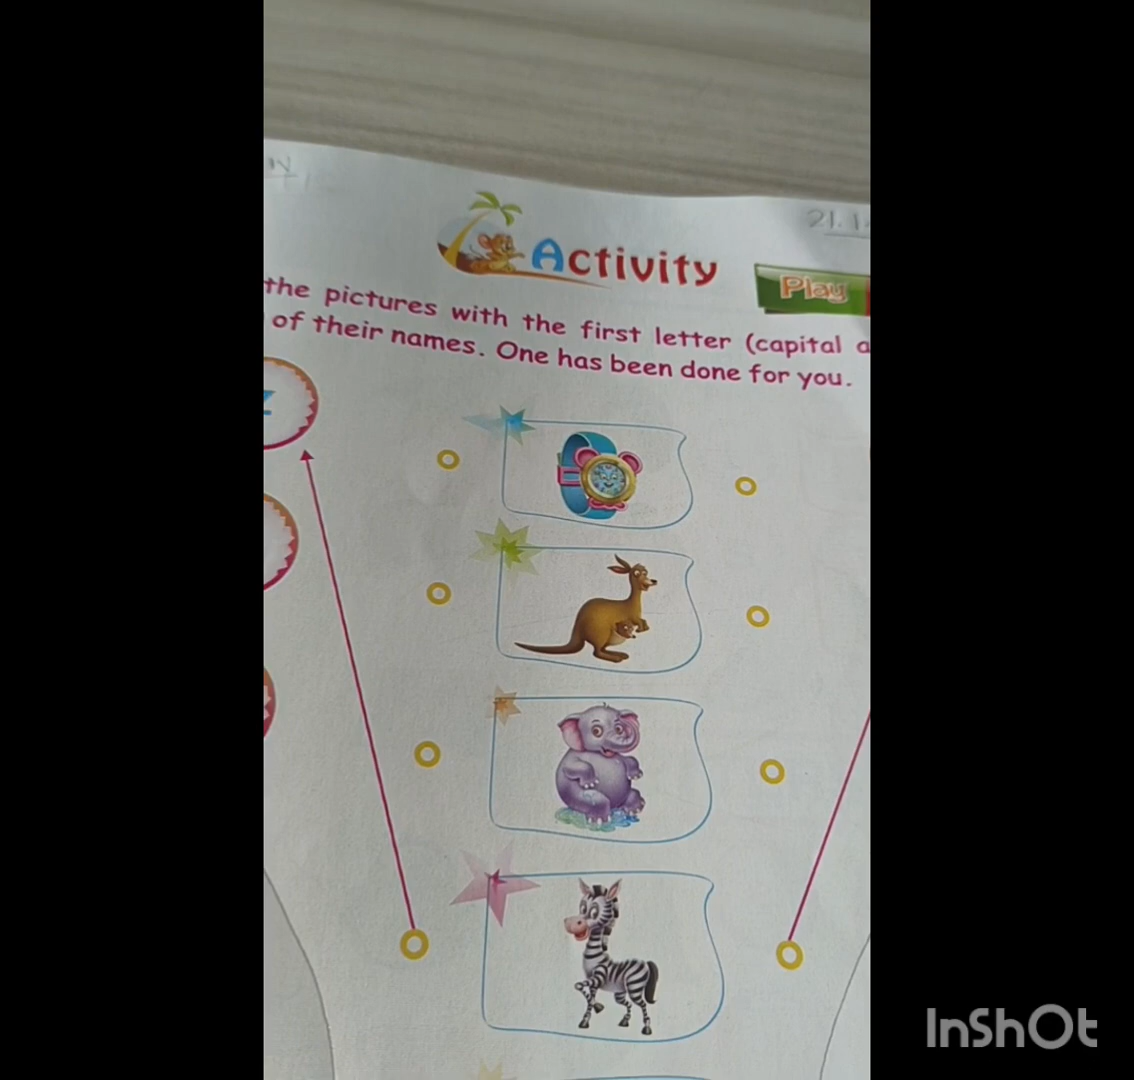 Activity
Play
the pictures with the first letter (capital a
of their names. One has been done for you.
InShOt